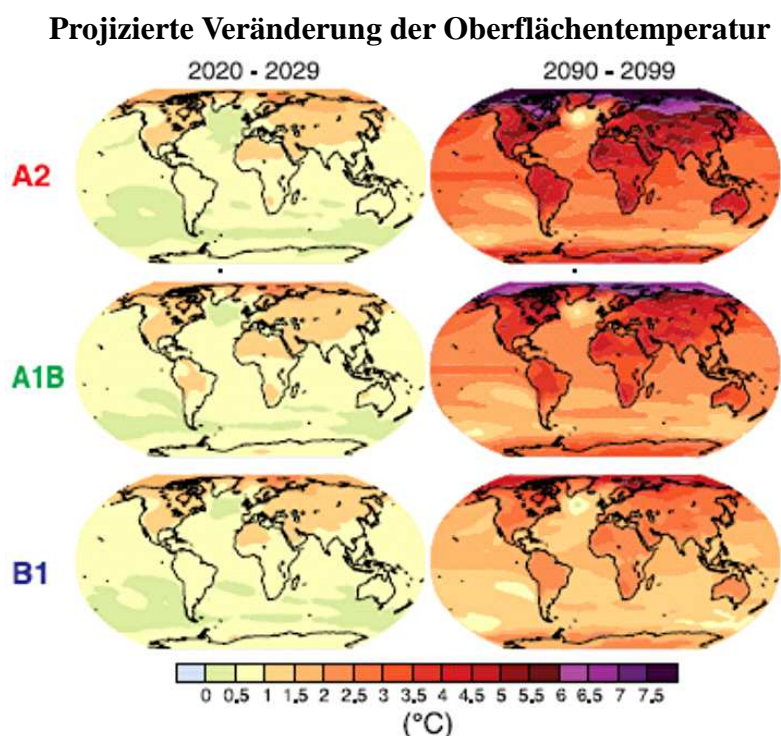 Projizierte Veränderung der Oberflächentemperatur
2020 - 2029 2090 - 2099
A2
A1B
B1
0 0,5 1 1,5 2 2,5 3 3,5 4 4,5 5 5,5 6 6,5 7 7,5
(°C)